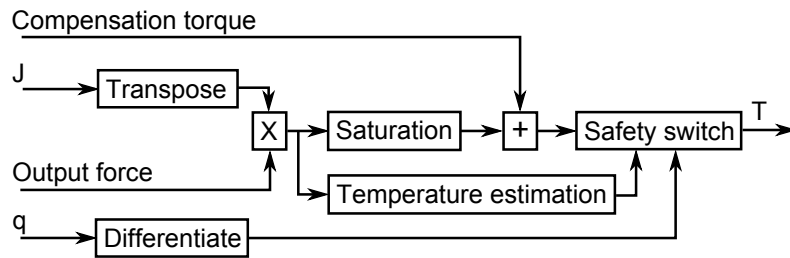 Compensation torque
J
Transpose
X
Saturation
+
Safety switch
T
Output force
Temperature estimation
q
Differentiate